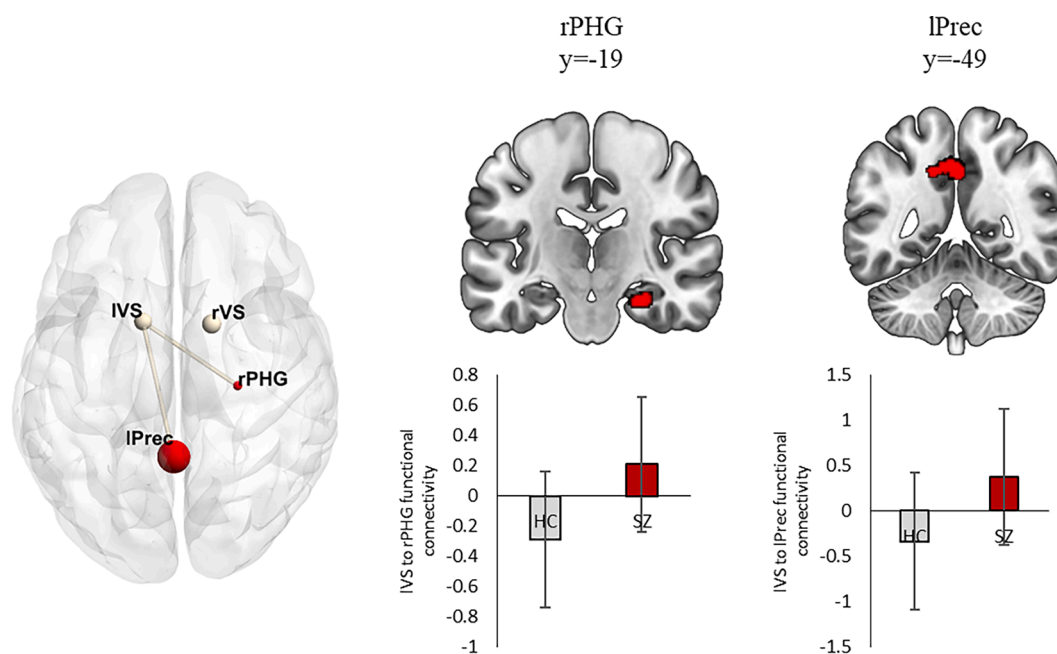 rPHG
y=-19
lPrec
y=-49
lVS
rVS
rPHG
lPrec
lVS to rPHG functional
connectivity
0.8
0.6
0.4
0.2
0
-0.2
-0.4
-0.6
-0.8
-1
HC
SZ
lVS to lPrec functional
connectivity
1.5
1
0.5
0
-0.5
-1
-1.5
HC
SZ